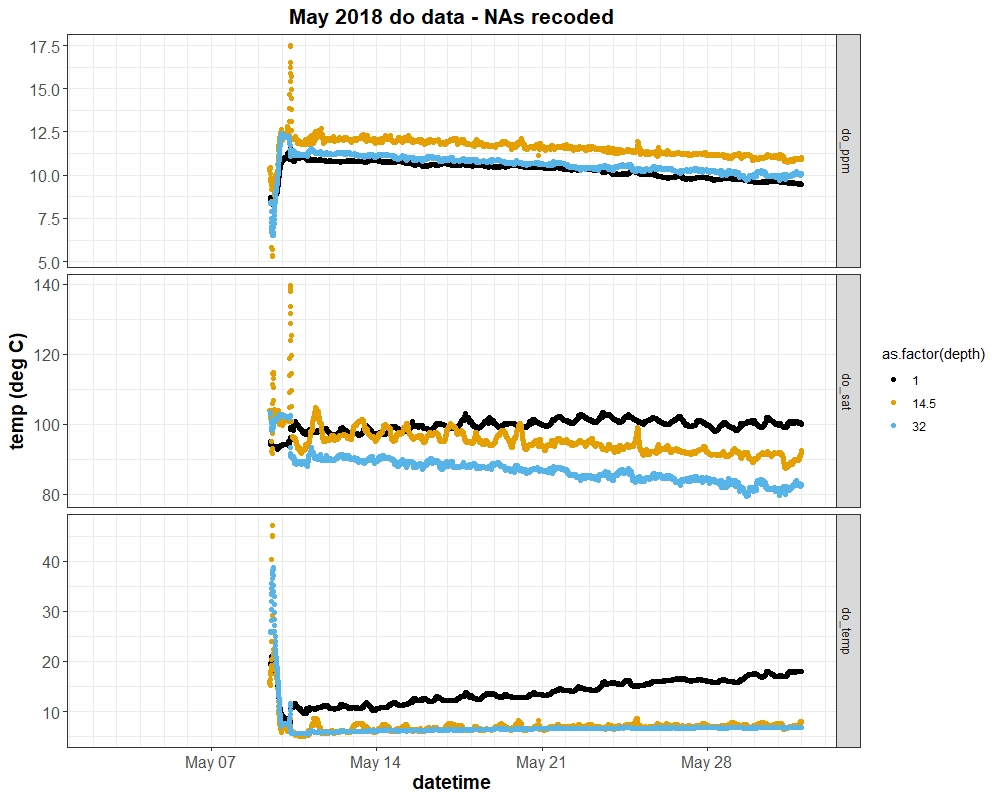 May 2018 do data - NAs recoded
17.5
15.0
12.5
10.0
7.5
5.0
do_ppm
140
120
100
80
do_sat
40
30
20
10
do_temp
temp (deg C)
May 07
May 14
May 21
May 28
datetime
as.factor(depth)
1
14.5
32